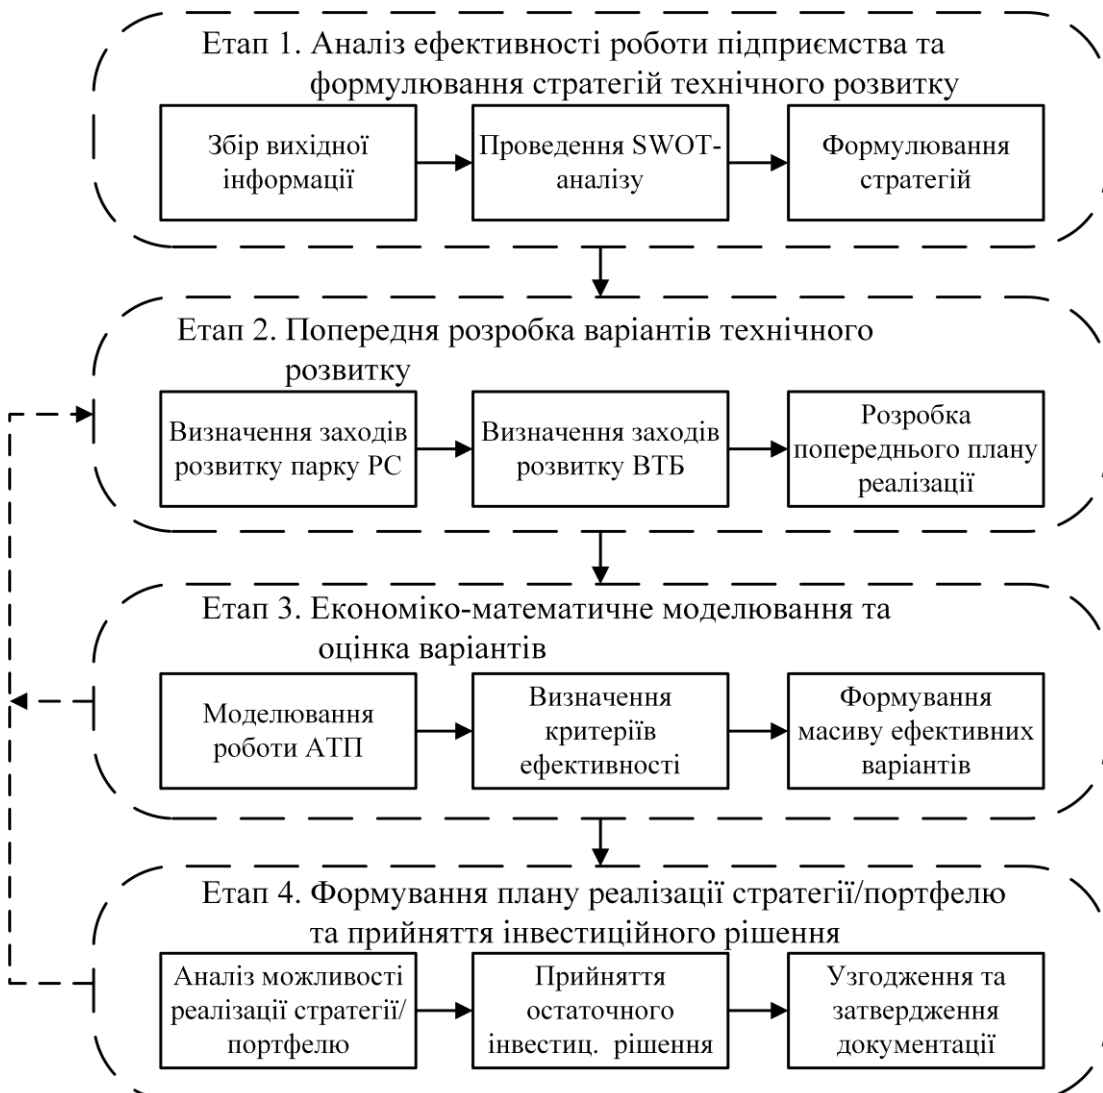 Етап 1. Аналіз ефективності роботи підприємства та
формулювання стратегій технічного розвитку
Збір вихідної
інформації
Проведення SWOT-
аналізу
Формулювання
стратегій
Етап 2. Попередня розробка варіантів технічного
розвитку
Визначення заходів
розвитку парку РС
Визначення заходів
розвитку ВТБ
Розробка
попереднього плану
реалізації
Етап 3. Економіко-математичне моделювання та
оцінка варіантів
Моделювання
роботи АТП
Визначення
критеріїв
ефективності
Формування
масиву ефективних
варіантів
Етап 4. Формування плану реалізації стратегії/портфелю
та прийняття інвестиційного рішення
Аналіз можливості
реалізації стратегії/
портфелю
Прийняття
остаточного
інвестиц. рішення
Узгодження та
затвердження
документації